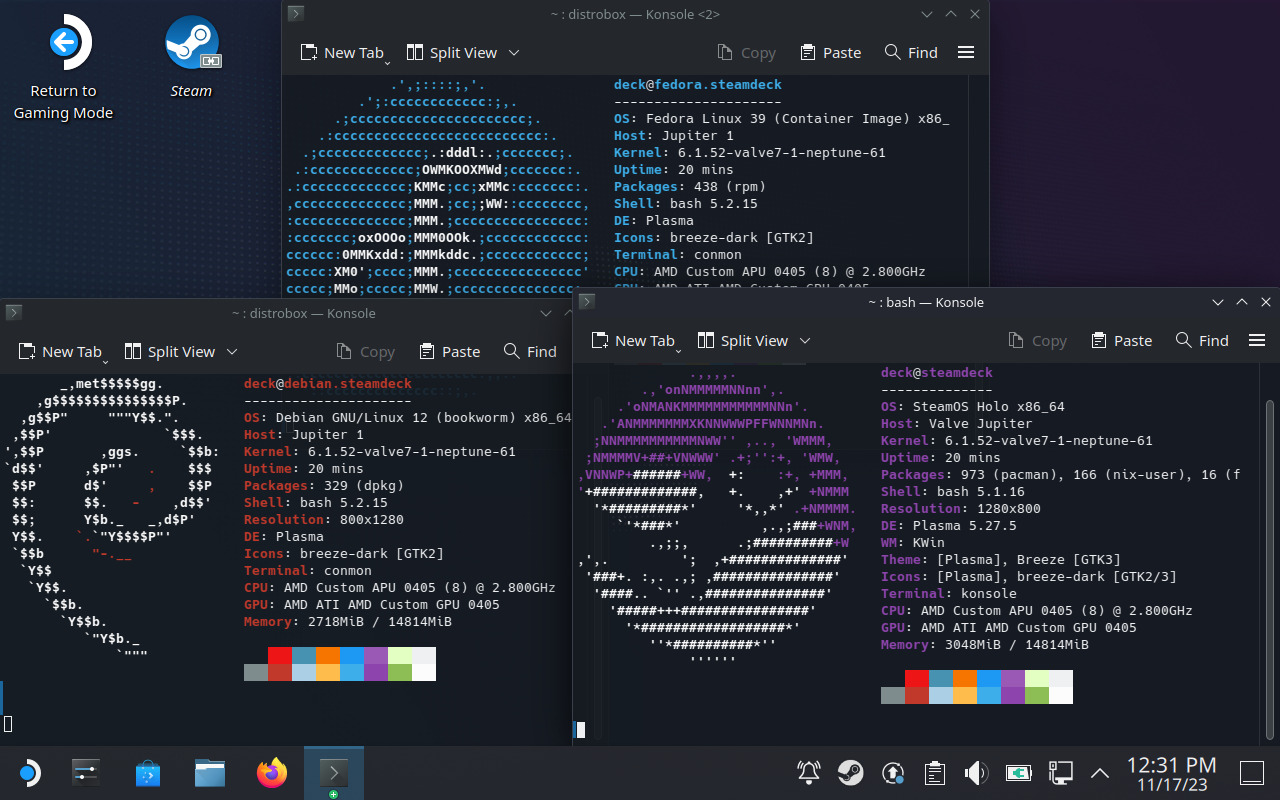 Return to
Gaming Mode
Steam
~ : distrobox — Konsole <2>
New Tab Split View Copy Paste Find
deck@fedora.steamdeck
---------------------
OS: Fedora Linux 39 (Container Image) x86_
Host: Jupiter 1
Kernel: 6.1.52-valve7-1-neptune-61
Uptime: 20 mins
Packages: 438 (rpm)
Shell: bash 5.2.15
DE: Plasma
Icons: breeze-dark [GTK2]
Terminal: conmon
CPU: AMD Custom APU 0405 (8) @ 2.800GHz
GPU: AMD ATI AMD Custom GPU 0405
~ : distrobox — Konsole
New Tab Split View Copy Paste Find
deck@debian.steamdeck
---------------------
OS: Debian GNU/Linux 12 (bookworm) x86_64
Host: Jupiter 1
Kernel: 6.1.52-valve7-1-neptune-61
Uptime: 20 mins
Packages: 329 (dpkg)
Shell: bash 5.2.15
Resolution: 800x1280
DE: Plasma
Icons: breeze-dark [GTK2]
Terminal: conmon
CPU: AMD Custom APU 0405 (8) @ 2.800GHz
GPU: AMD ATI AMD Custom GPU 0405
Memory: 2718MiB / 14814MiB
~ : bash — Konsole
New Tab Split View Copy Paste Find
deck@steamdeck
--------------
OS: SteamOS Holo x86_64
Host: Valve Jupiter
Kernel: 6.1.52-valve7-1-neptune-61
Uptime: 20 mins
Packages: 973 (pacman), 166 (nix-user), 16 (f
Shell: bash 5.1.16
Resolution: 1280x800
DE: Plasma 5.27.5
WM: KWin
Theme: [Plasma], Breeze [GTK3]
Icons: [Plasma], breeze-dark [GTK2/3]
Terminal: konsole
CPU: AMD Custom APU 0405 (8) @ 2.800GHz
GPU: AMD ATI AMD Custom GPU 0405
Memory: 3048MiB / 14814MiB
12:31 PM
11/17/23